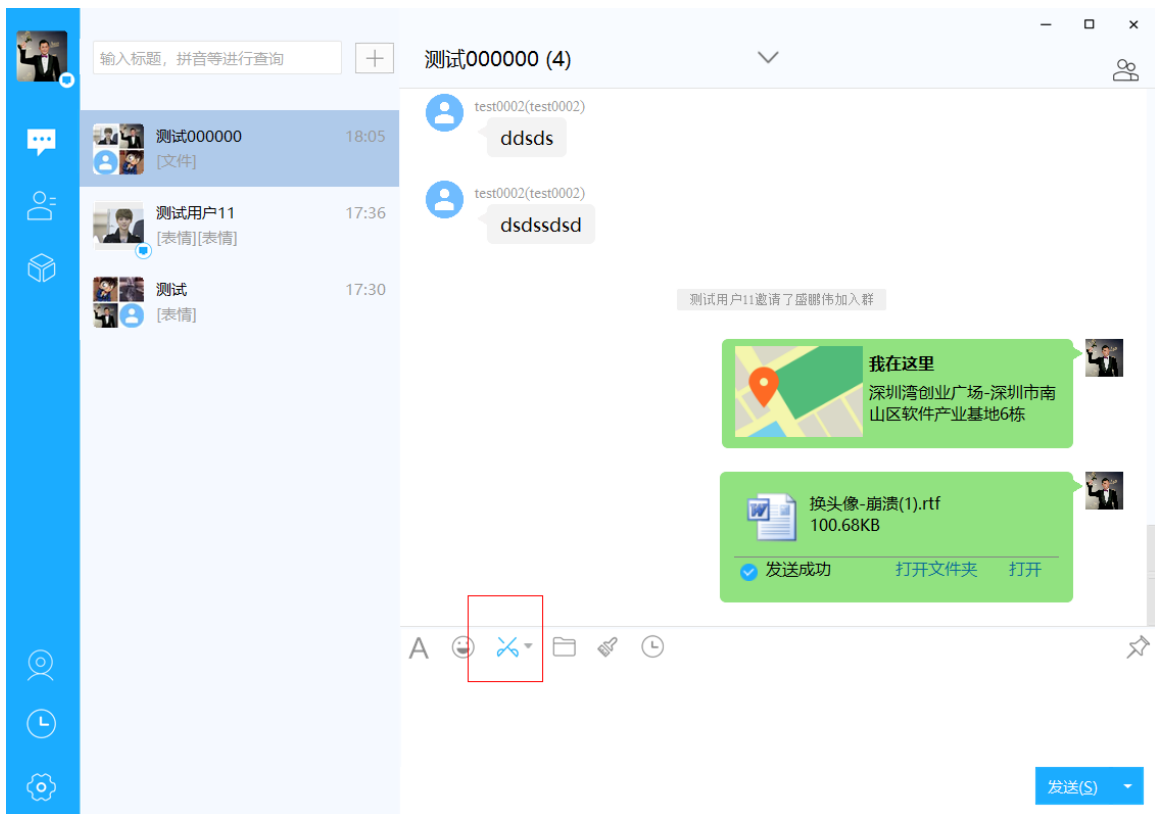 输入标题，拼音等进行查询
测试000000
18:05
[文件]
测试用户11
17:36
[表情][表情]
测试
17:30
[表情]
测试000000 (4)
test0002(test0002)
ddsds
test0002(test0002)
dsdssdsd
测试用户11邀请了盛鹏伟加入群
我在这里
深圳湾创业广场-深圳市南
山区软件产业基地6栋
换头像-崩溃(1).rtf
100.68KB
发送成功
打开文件夹
打开
A
发送(S)